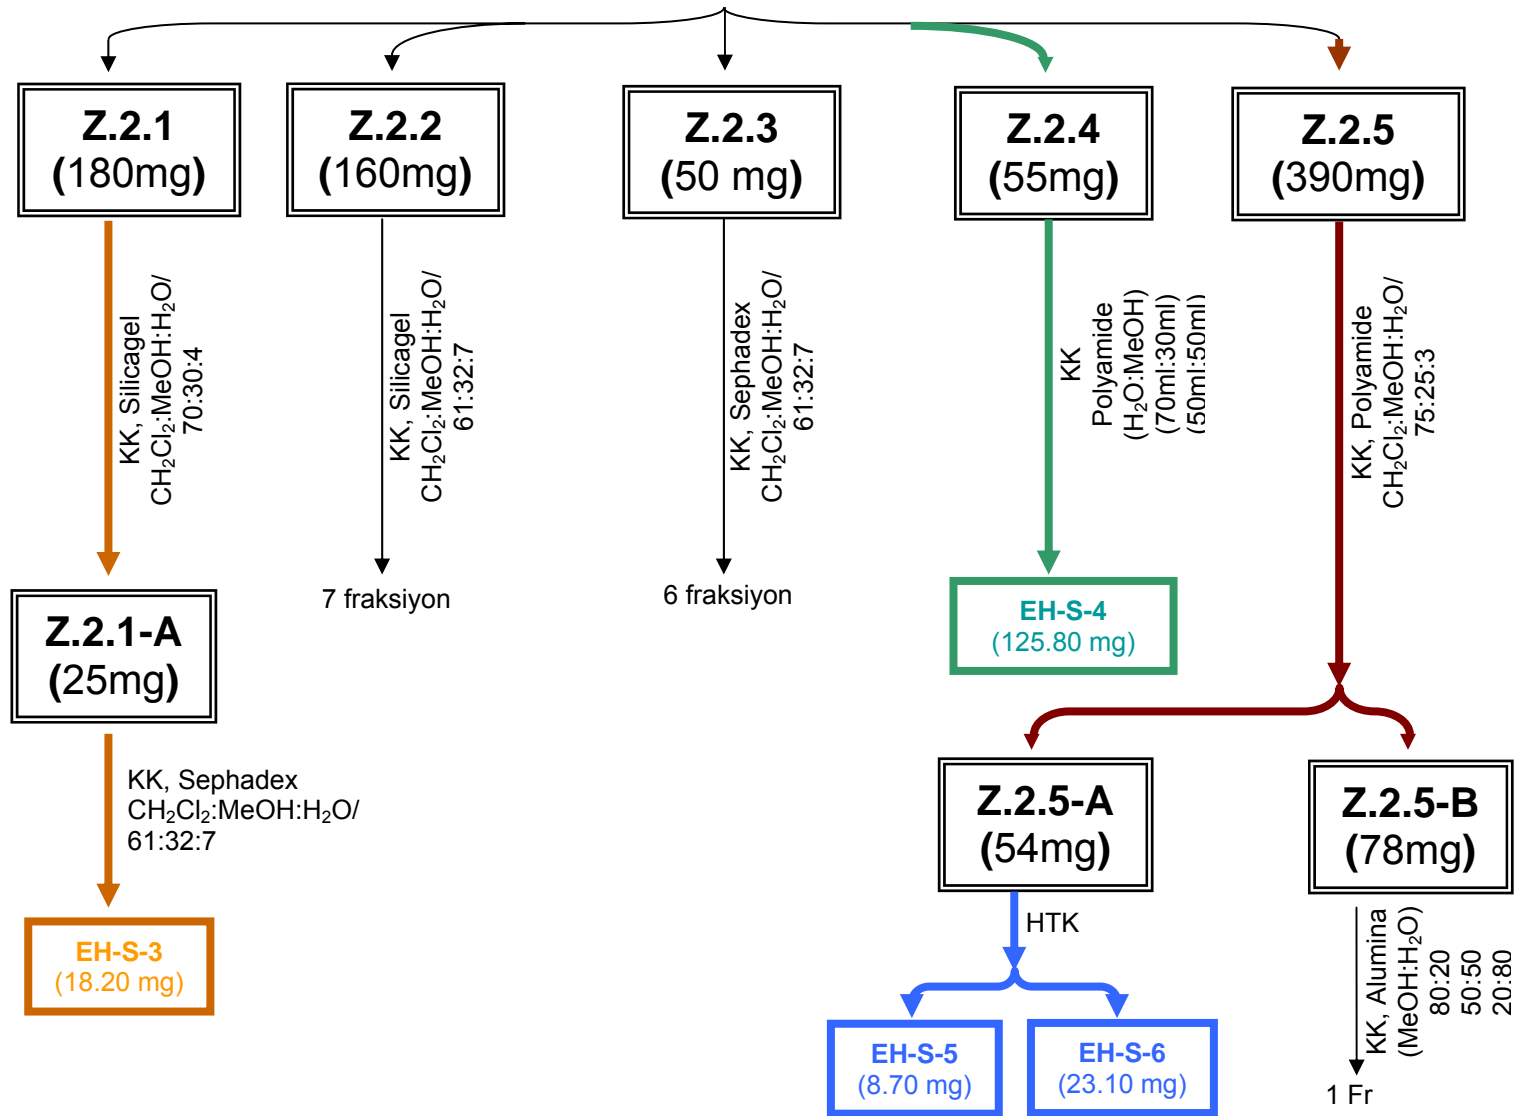 Z.2.1
(180mg)
Z.2.2
(160mg)
Z.2.3
(50 mg)
Z.2.4
(55mg)
Z.2.5
(390mg)
KK, Silicagel
CH₂Cl₂:MeOH:H₂O/
70:30:4
KK, Silicagel
CH₂Cl₂:MeOH:H₂O/
61:32:7
KK, Sephadex
CH₂Cl₂:MeOH:H₂O/
61:32:7
KK
Polyamide
(H₂O:MeOH)
(70ml:30ml)
(50ml:50ml)
KK, Polyamide
CH₂Cl₂:MeOH:H₂O/
75:25:3
Z.2.1-A
(25mg)
7 fraksiyon
6 fraksiyon
EH-S-4
(125.80 mg)
KK, Sephadex
CH₂Cl₂:MeOH:H₂O/
61:32:7
Z.2.5-A
(54mg)
Z.2.5-B
(78mg)
EH-S-3
(18.20 mg)
HTK
KK, Alumina
(MeOH:H₂O)
80:20
50:50
20:80
EH-S-5
(8.70 mg)
EH-S-6
(23.10 mg)
1 Fr